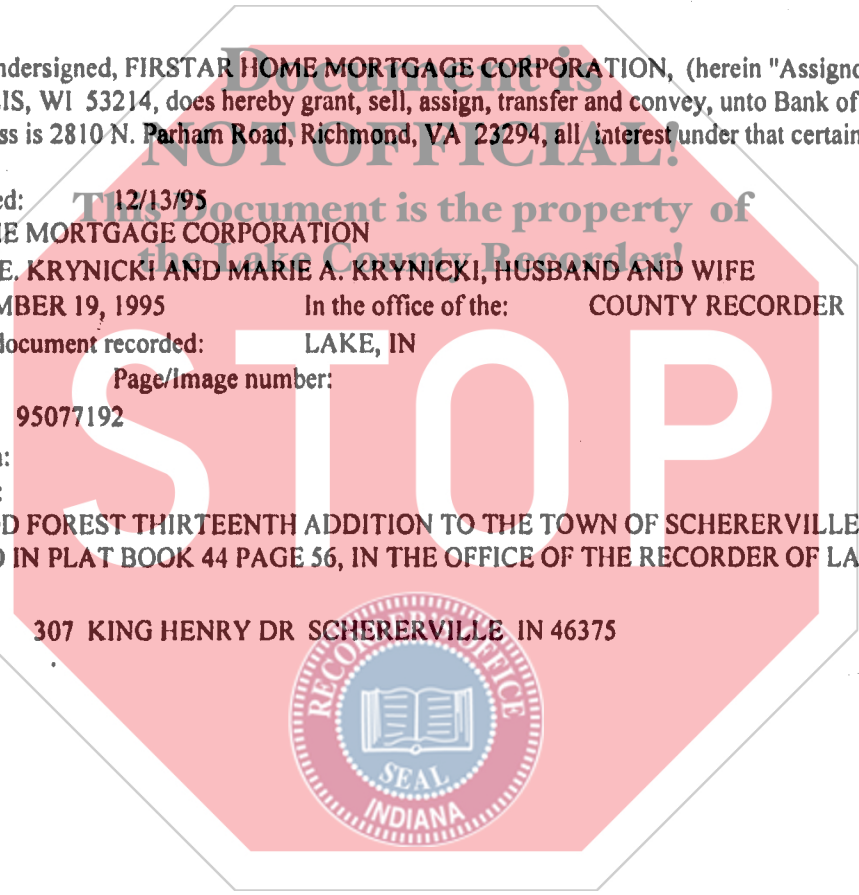 Document is
NOT OFFICIAL!
This Document is the property of
the Lake County Recorder!
STOP
ndersigned, FIRSTAR HOME MORTGAGE CORPORATION, (herein "Assigno
IS, WI 53214, does hereby grant, sell, assign, transfer and convey, unto Bank of
ss is 2810 N. Parham Road, Richmond, VA 23294, all interest under that certain
ed: 12/13/95
E MORTGAGE CORPORATION
E. KRYNICKI AND MARIE A. KRYNICKI, HUSBAND AND WIFE
MBER 19, 1995 In the office of the: COUNTY RECORDER
document recorded: LAKE, IN
Page/Image number:
95077192
n:
:
D FOREST THIRTEENTH ADDITION TO THE TOWN OF SCHERERVILLE
D IN PLAT BOOK 44 PAGE 56, IN THE OFFICE OF THE RECORDER OF LA
307 KING HENRY DR SCHERERVILLE IN 46375
RECORDER'S OFFICE
SEAL
INDIANA